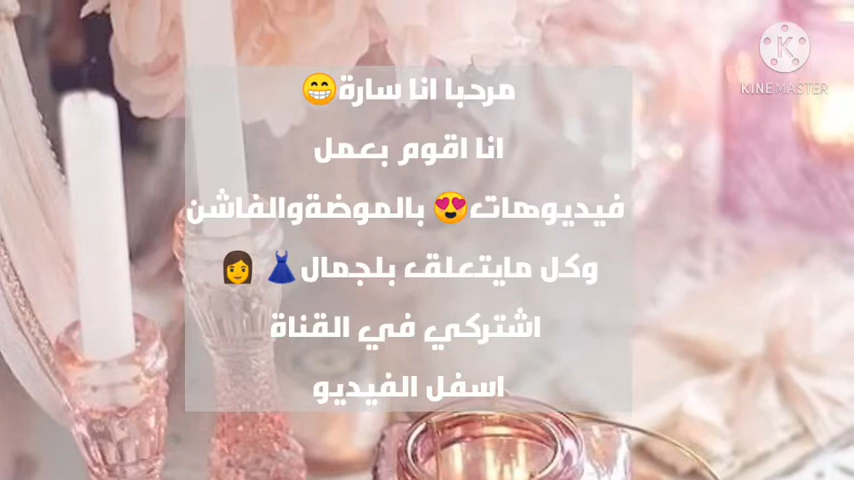 مرحبا انا سارة😁
انا اقوم بعمل
فيديوهات😍 بالموضةوالفاشن
وكل مايتعلق بلجمال👗 👩
اشتركي في القناة
اسفل الفيديو
K
KINEMASTER